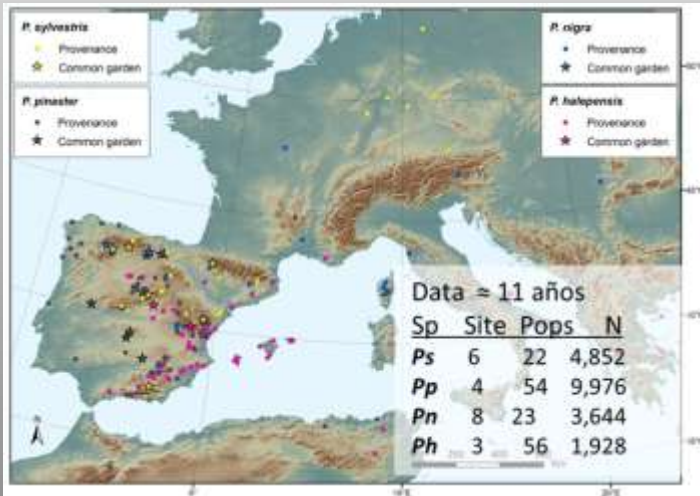 P. sylvestris
Provenance
Common garden
P. pinaster
Provenance
Common garden
P. nigra
Provenance
Common garden
P. halepensis
Provenance
Common garden
Data ≈ 11 años
Sp Site Pops N
Ps 6 22 4,852
Pp 4 54 9,976
Pn 8 23 3,644
Ph 3 56 1,928